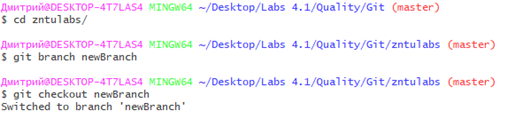 Дмитрий@DESKTOP-4T7LAS4 MINGW64 ~/Desktop/Labs 4.1/Quality/Git (master)
$ cd zntulabs/
Дмитрий@DESKTOP-4T7LAS4 MINGW64 ~/Desktop/Labs 4.1/Quality/Git/zntulabs (master)
$ git branch newBranch
Дмитрий@DESKTOP-4T7LAS4 MINGW64 ~/Desktop/Labs 4.1/Quality/Git/zntulabs (master)
$ git checkout newBranch
Switched to branch 'newBranch'